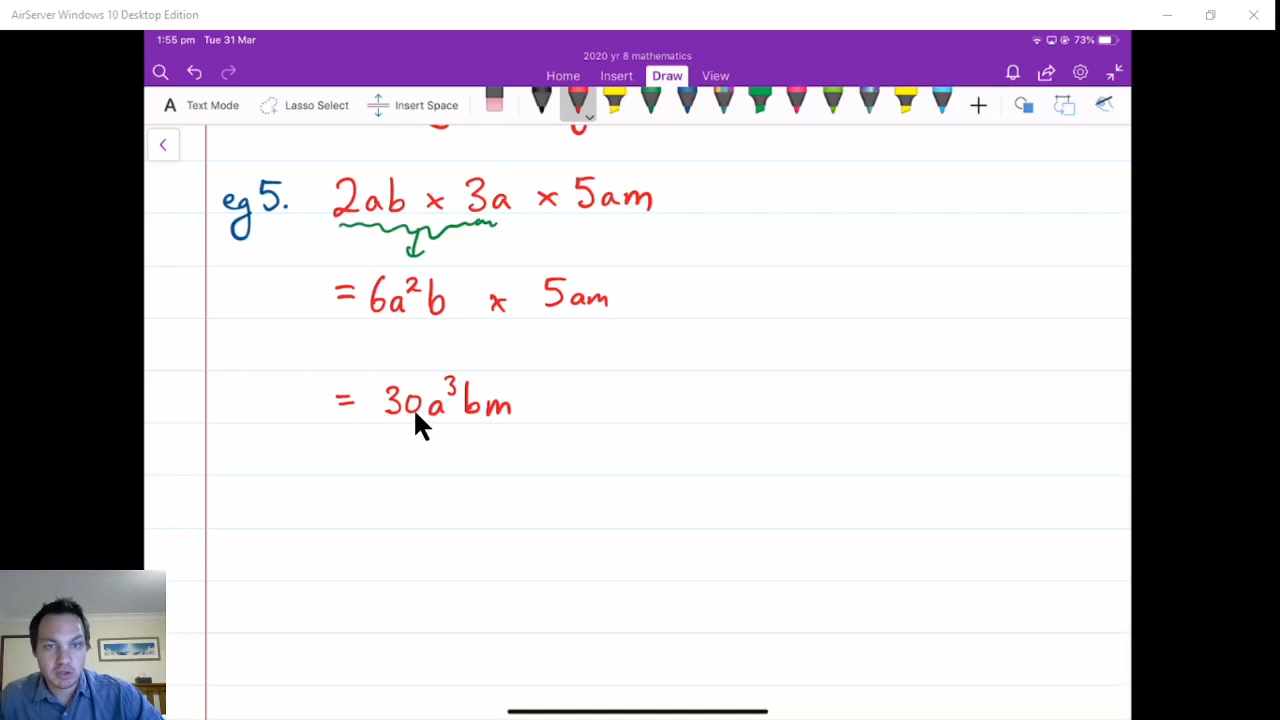 AirServer Windows 10 Desktop Edition
1:55 pm Tue 31 Mar 73%
2020 yr 8 mathematics
Home Insert Draw View
A Text Mode Lasso Select Insert Space
eg 5. 2ab × 3a × 5am
= 6a²b × 5am
= 30a³bm